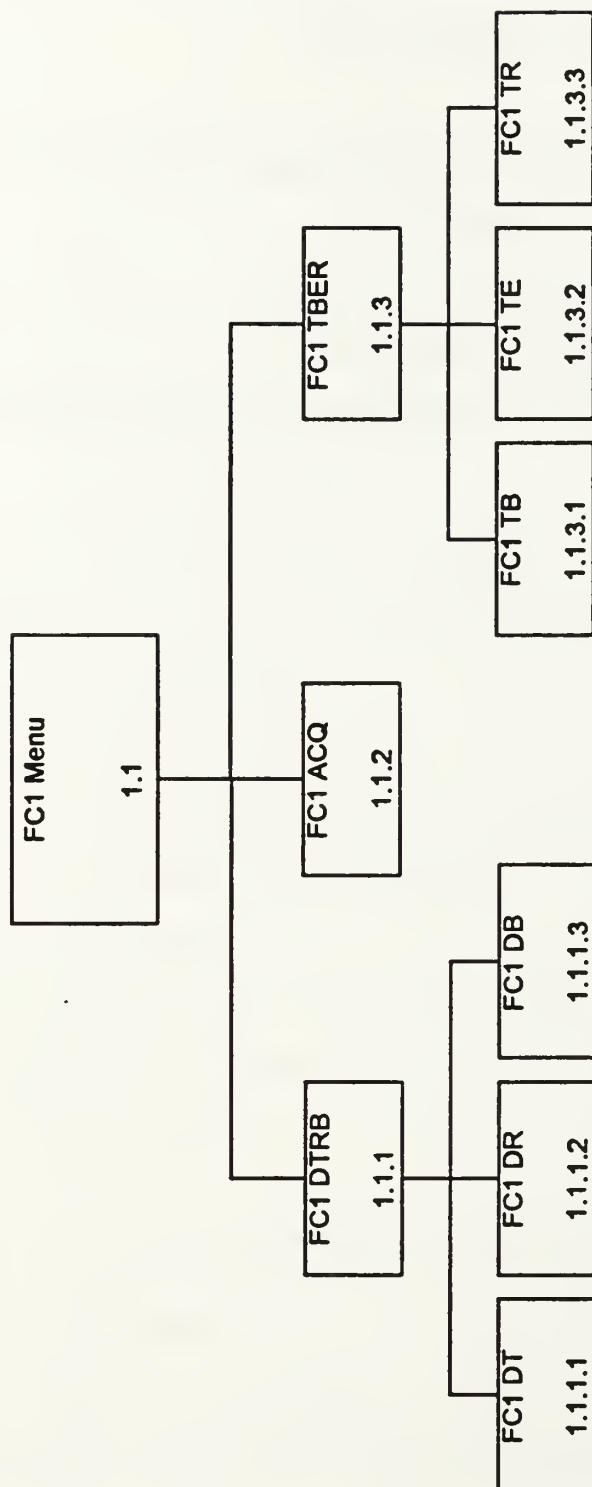 FC1 Menu
1.1
FC1 DTRB
1.1.1
FC1 ACQ
1.1.2
FC1 TBER
1.1.3
FC1 DT
1.1.1.1
FC1 DR
1.1.1.2
FC1 DB
1.1.1.3
FC1 TB
1.1.3.1
FC1 TE
1.1.3.2
FC1 TR
1.1.3.3